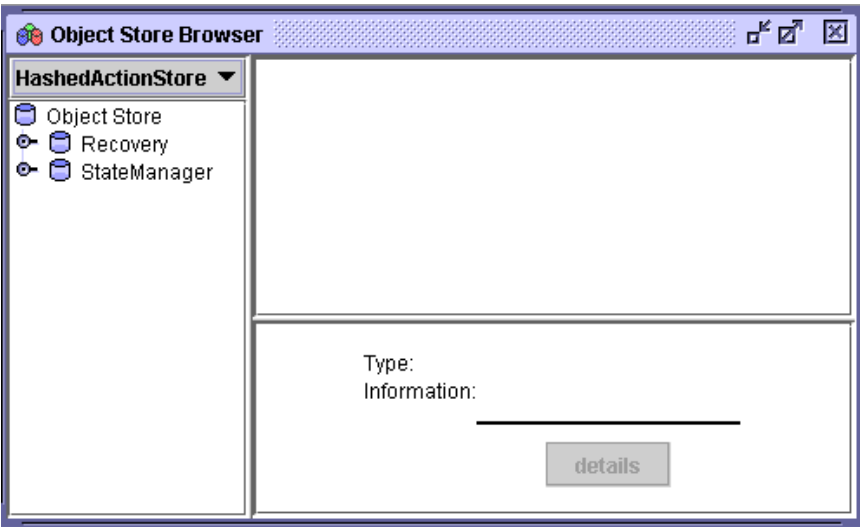 Object Store Browser
HashedActionStore
Object Store
Recovery
StateManager
Type:
Information:
details